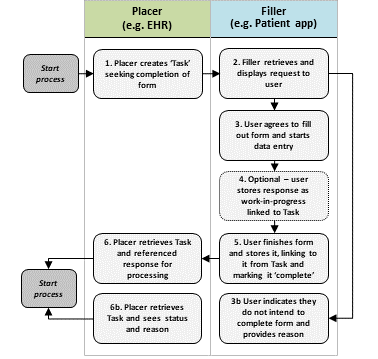 Placer
(e.g. EHR)
Filler
(e.g. Patient app)
Start
process
1. Placer creates ‘Task’
seeking completion of
form
2. Filler retrieves and
displays request to
user
3. User agrees to fill
out form and starts
data entry
4. Optional – user
stores response as
work-in-progress
linked to Task
6. Placer retrieves Task
and referenced
response for
processing
5. User finishes form
and stores it, linking to
it from Task and
marking it ‘complete’
Start
process
6b. Placer retrieves
Task and sees status
and reason
3b User indicates they
do not intend to
complete form and
provides reason